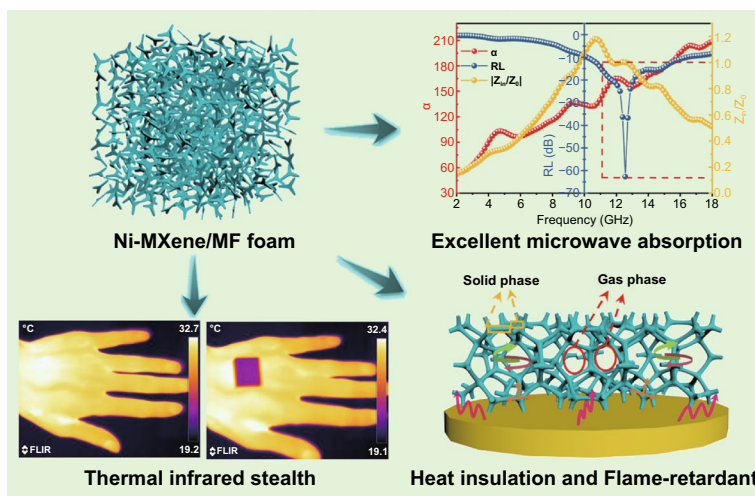 Ni-MXene/MF foam
α
RL
|Zin/Z0|
210
180
150
120
90
60
30
α
0
−10
−20
−30
−40
−50
−60
−70
RL (dB)
1.2
1.0
0.8
0.6
0.4
0.2
0.0
Zin/Z0
2 4 6 8 10 12 14 16 18
Frequency (GHz)
Excellent microwave absorption
°C
32.7
19.2
FLIR
°C
32.4
19.1
FLIR
Thermal infrared stealth
Solid phase
Gas phase
Heat insulation and Flame-retardant